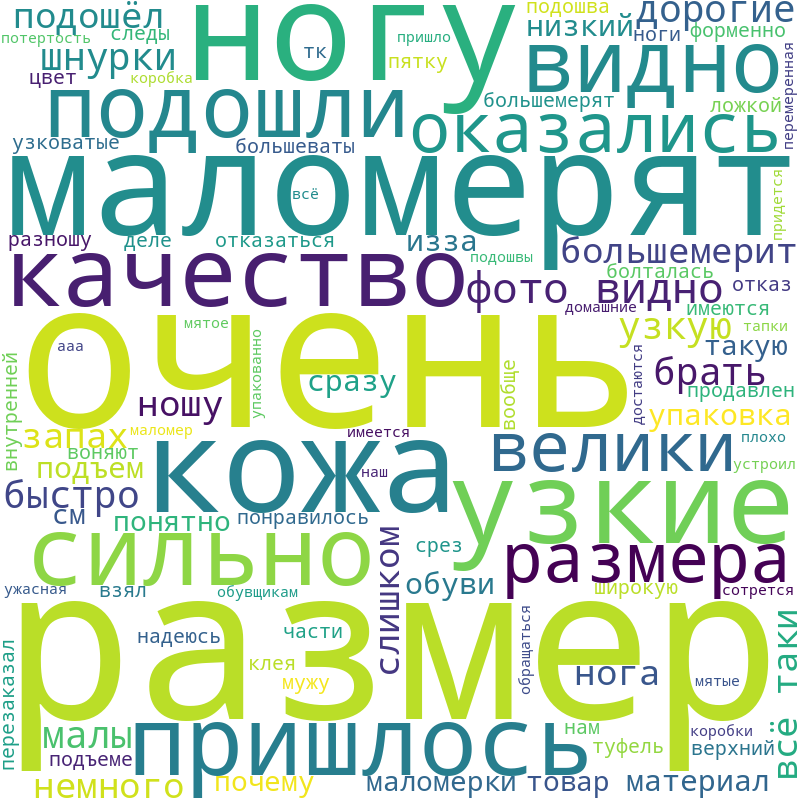 подошёл
ногу
подошва
дорогие
потертость
следы
тк
пришло
низкий
ноги
форменно
шнурки
пятку
видно
цвет
коробка
подошли
большемерят
ложкой
перемеренная
оказались
узковатые
большеваты
маломерят
всё
придется
разношу
деле
отказаться
изза
подошвы
большемерит
качество
фото
видно
болталась
отказ
домашние
имеются
очень
мятое
узкую
тапки
ааа
упакованно
такую
внутренней
сразу
вообще
достаются
брать
продавлен
ношу
упаковка
запах
маломер
имеется
велики
плохо
воняют
кожа
подъем
наш
устроил
быстро
узкие
см
понятно
понравилось
сильно
слишком
срез
размера
ужасная
взял
обувщикам
обуви
широкую
сотрется
размер
надеюсь
части
обращаться
перезаказал
клея
мужу
нога
мятые
всё таки
малы
пришлось
нам
коробки
подъеме
туфель
верхний
немного
почему
маломерки
товар
материал